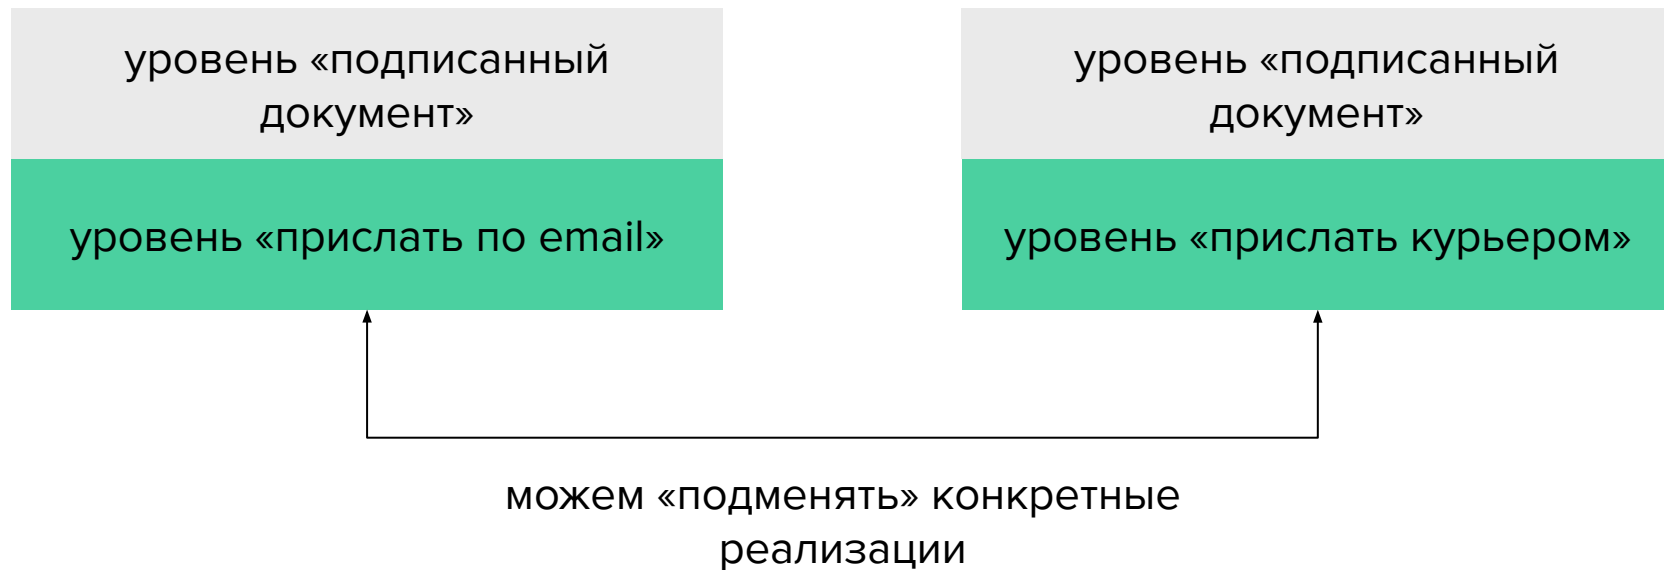 уровень «подписанный
документ»
уровень «прислать по email»
уровень «подписанный
документ»
уровень «прислать курьером»
можем «подменять» конкретные
реализации